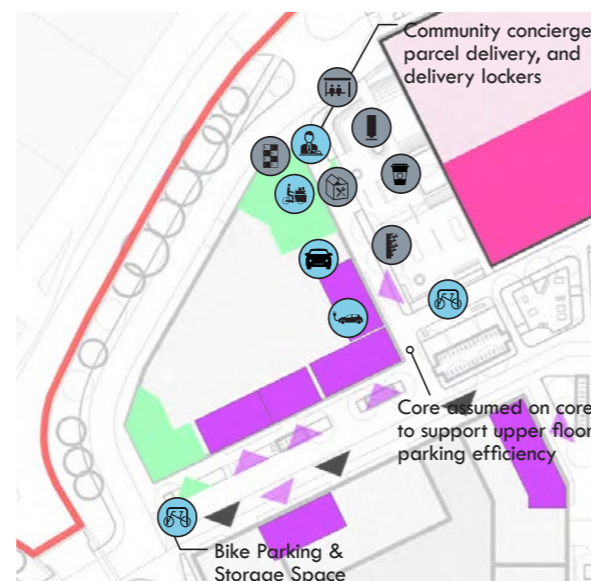 Community concierge
parcel delivery, and
delivery lockers
Core assumed on core
to support upper floor
parking efficiency
Bike Parking &
Storage Space